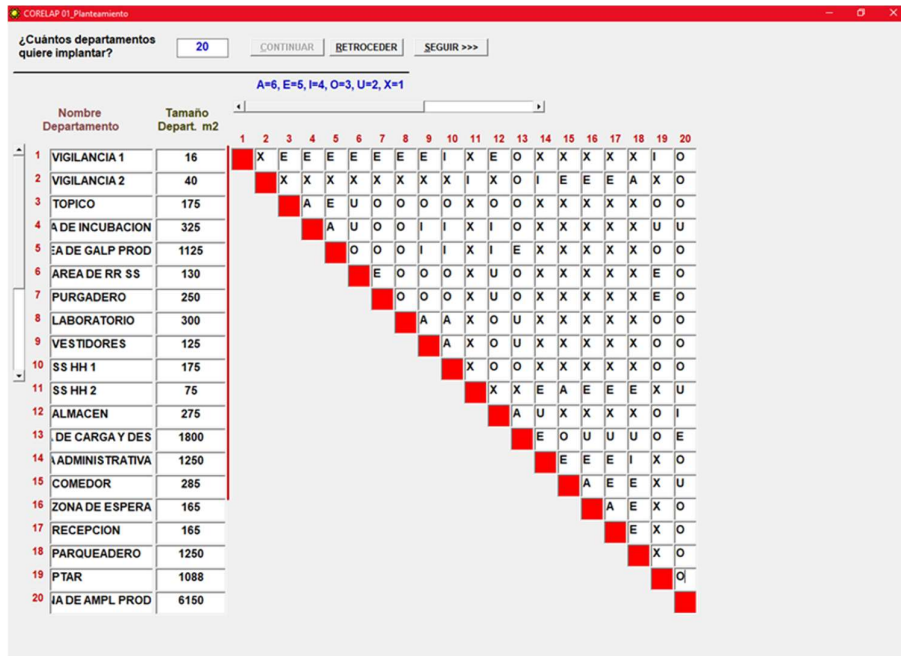 CORELAP 01_Planteamiento
¿Cuántos departamentos quiere implantar? 20 CONTINUAR RETROCEDER SEGUIR >>>
A=6, E=5, I=4, O=3, U=2, X=1
Nombre Departamento Tamaño Depart. m2
1 2 3 4 5 6 7 8 9 10 11 12 13 14 15 16 17 18 19 20
1 VIGILANCIA 1 16 X E E E E E E E I X E O X X X X X I O
2 VIGILANCIA 2 40 X X X X X X X X I X O I E E E A X O
3 TOPICO 175 A E U O O O O X O O X X X X X O O
4 A DE INCUBACION 325 A U O O I I X I O X X X X X U U
5 EA DE GALP PROD 1125 O O O I I X I E X X X X X O O
6 AREA DE RR SS 130 E O O O X U O X X X X X E O
7 PURGADERO 250 O O O X U O X X X X X E O
8 LABORATORIO 300 A A X O U X X X X X O O
9 VESTIDORES 125 A X O U X X X X X O O
10 SS HH 1 175 X O O X X X X X O O
11 SS HH 2 75 X X E A E E E X U
12 ALMACEN 275 A U X X X X O I
13 DE CARGA Y DES 1800 E O U U U O E
14 ADMINISTRATIVA 1250 E E E I X O
15 COMEDOR 285 A E E X U
16 ZONA DE ESPERA 165 A E X O
17 RECEPCION 165 E X O
18 PARQUEADERO 1250 X O
19 PTAR 1088 O
20 IA DE AMPL PROD 6150